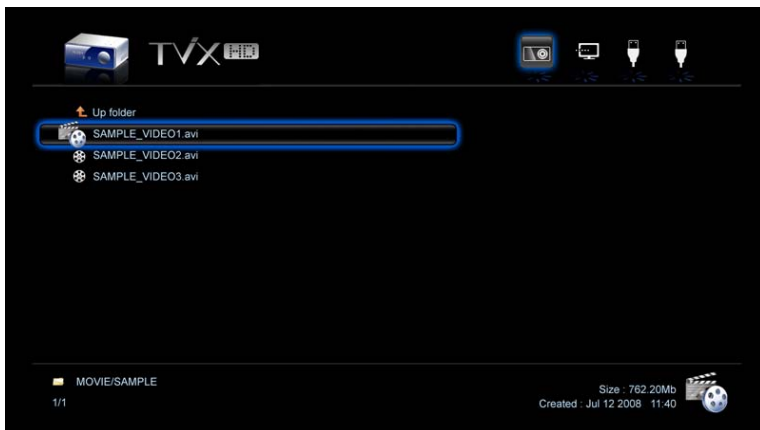 TViX HD
Up folder
SAMPLE_VIDEO1.avi
SAMPLE_VIDEO2.avi
SAMPLE_VIDEO3.avi
MOVIE/SAMPLE
1/1
Size : 762.20Mb
Created : Jul 12 2008 11:40